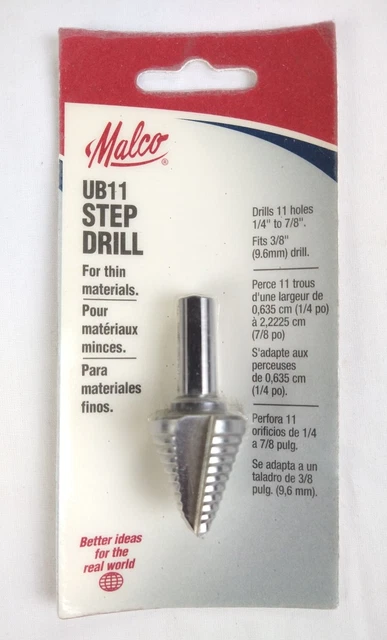 Malco®
UB11
STEP
DRILL
For thin
materials.
Pour
matériaux
minces.
Para
materiales
finos.
Drills 11 holes
1/4" to 7/8".
Fits 3/8"
(9.6mm) drill.
Perce 11 trous
d'une largeur de
0,635 cm (1/4 po)
à 2,2225 cm
(7/8 po)
S'adapte aux
perceuses
de 0,635 cm
(1/4 po).
Perfora 11
orificios de 1/4
a 7/8 pulg.
Se adapta a un
taladro de 3/8
pulg. (9,6 mm).
Better ideas
for the
real world